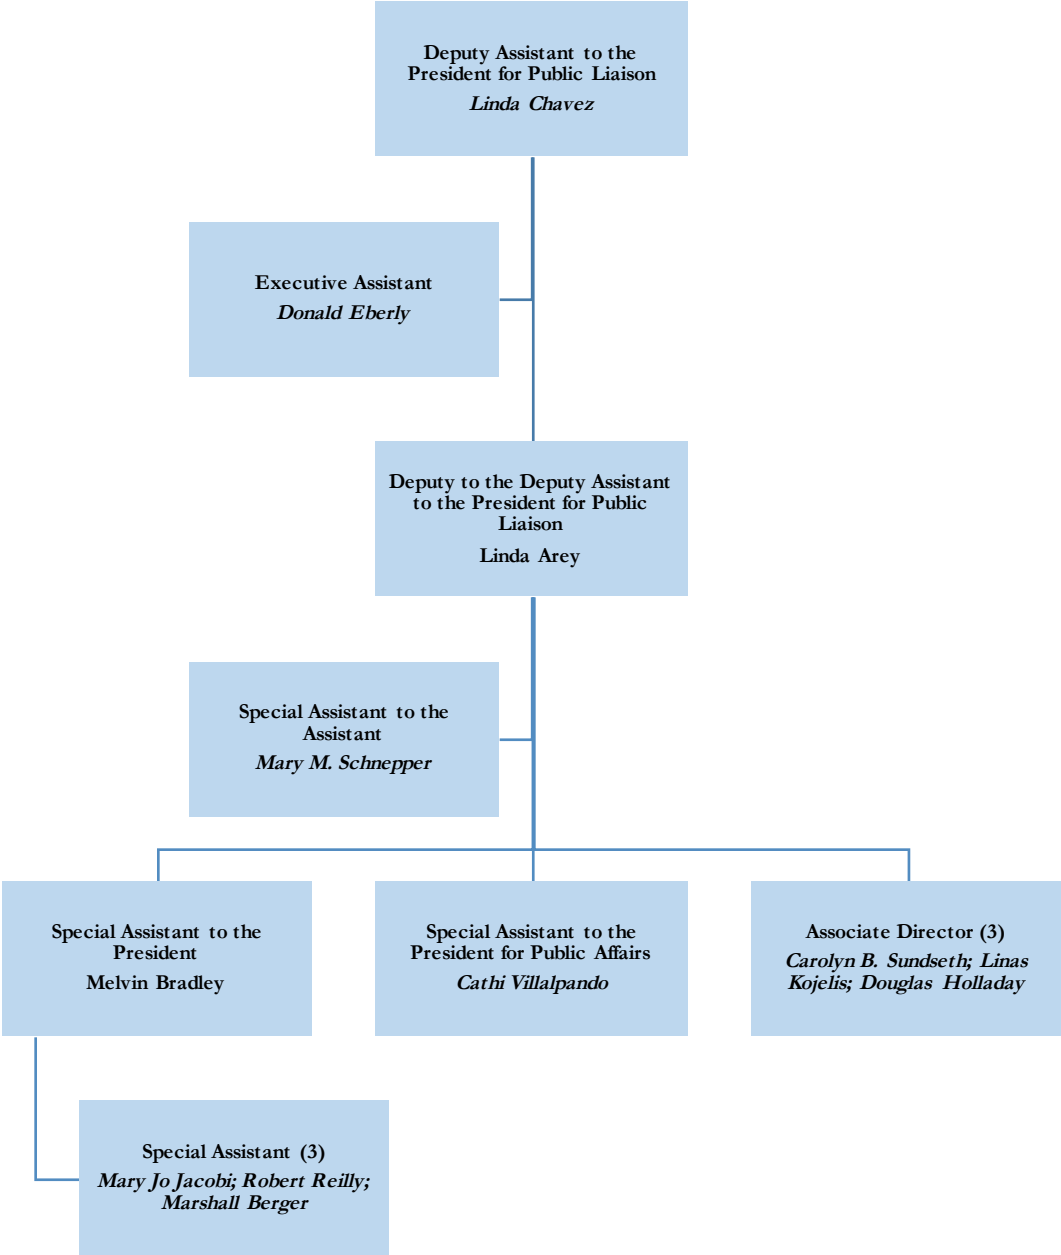 Deputy Assistant to the
President for Public Liaison
Linda Chavez
Executive Assistant
Donald Eberly
Deputy to the Deputy Assistant
to the President for Public
Liaison
Linda Arey
Special Assistant to the
Assistant
Mary M. Schnepper
Special Assistant to the
President
Melvin Bradley
Special Assistant to the
President for Public Affairs
Cathi Villalpando
Associate Director (3)
Carolyn B. Sundseth; Linas
Kojelis; Douglas Holladay
Special Assistant (3)
Mary Jo Jacobi; Robert Reilly;
Marshall Berger